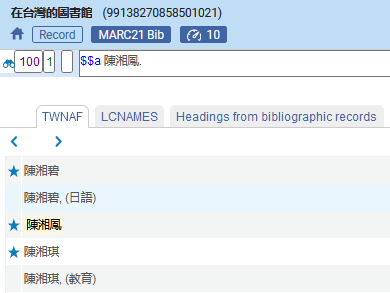 在台灣的圖書館 (99138270858501021)
Record MARC21 Bib 10
100 1 $$a 陳湘鳳.
TWNAF LCNAMES Headings from bibliographic records
陳湘碧
陳湘碧, (日語)
陳湘鳳
陳湘琪
陳湘琪, (教育)